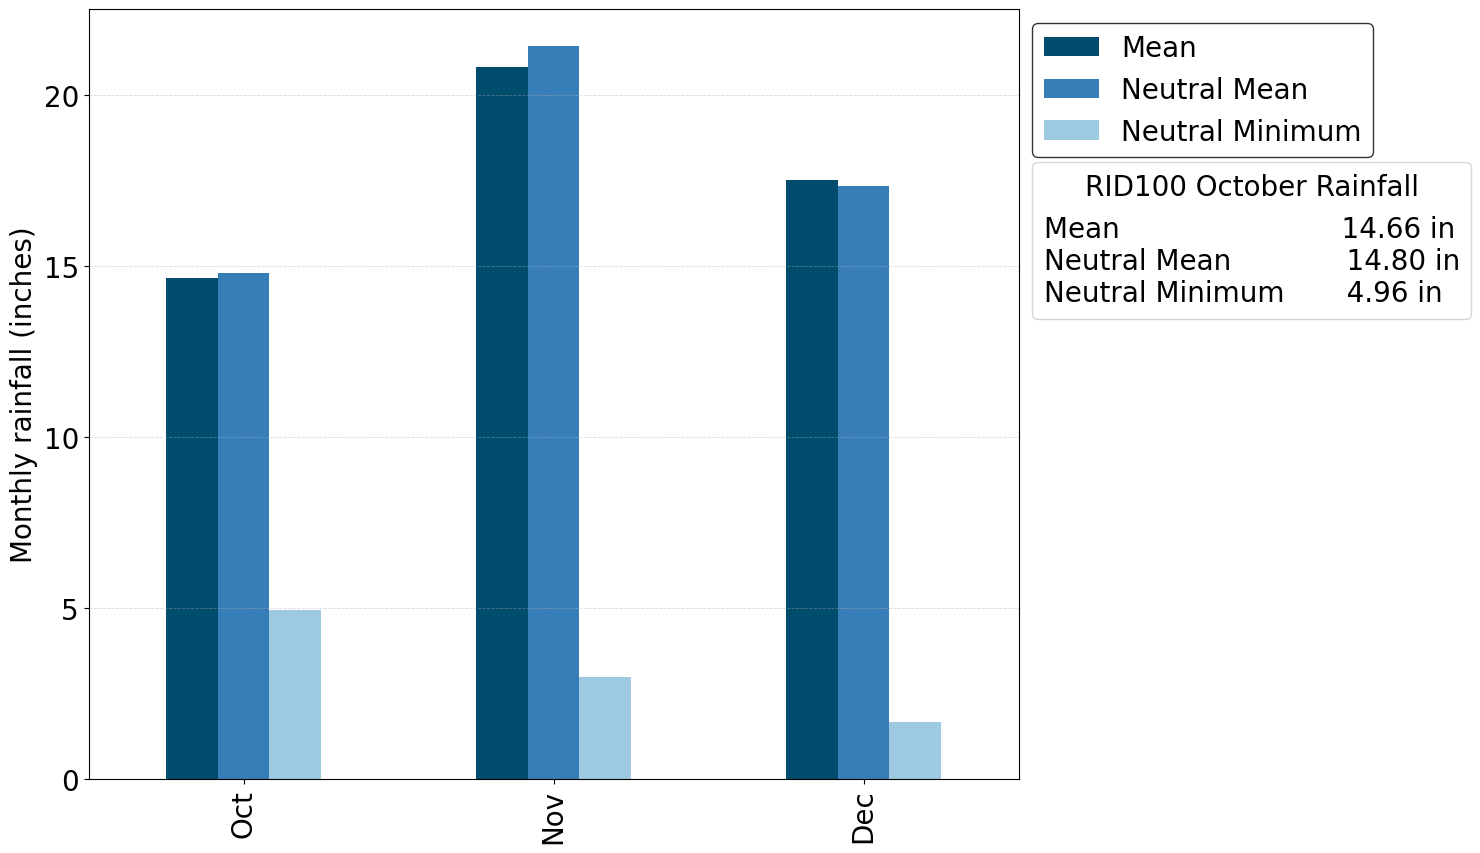 Monthly rainfall (inches)
20
15
10
5
0
Oct
Nov
Dec
Mean
Neutral Mean
Neutral Minimum
RID100 October Rainfall
Mean 14.66 in
Neutral Mean 14.80 in
Neutral Minimum 4.96 in